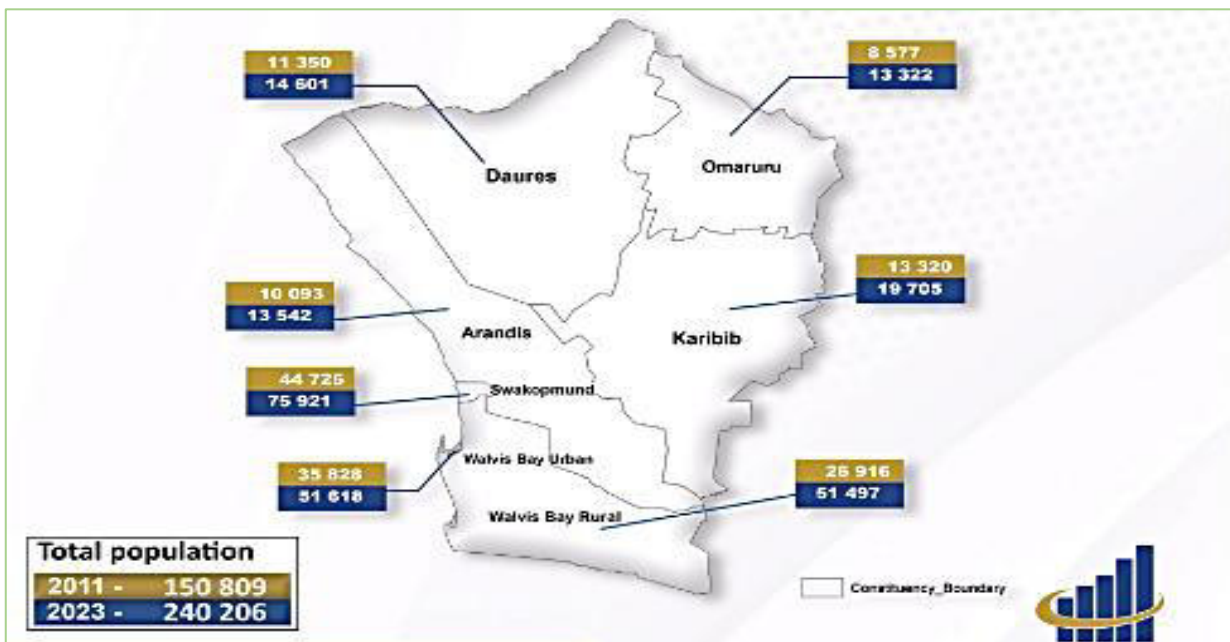 11 350
14 601
8 577
13 322
Daures
Omaruru
13 320
19 705
10 093
13 542
Arandis
Karibib
44 725
75 921
Swakopmund
35 828
51 618
Walvis Bay Urban
26 916
51 497
Walvis Bay Rural
Total population
2011 - 150 809
2023 - 240 206
Constituency_Boundary